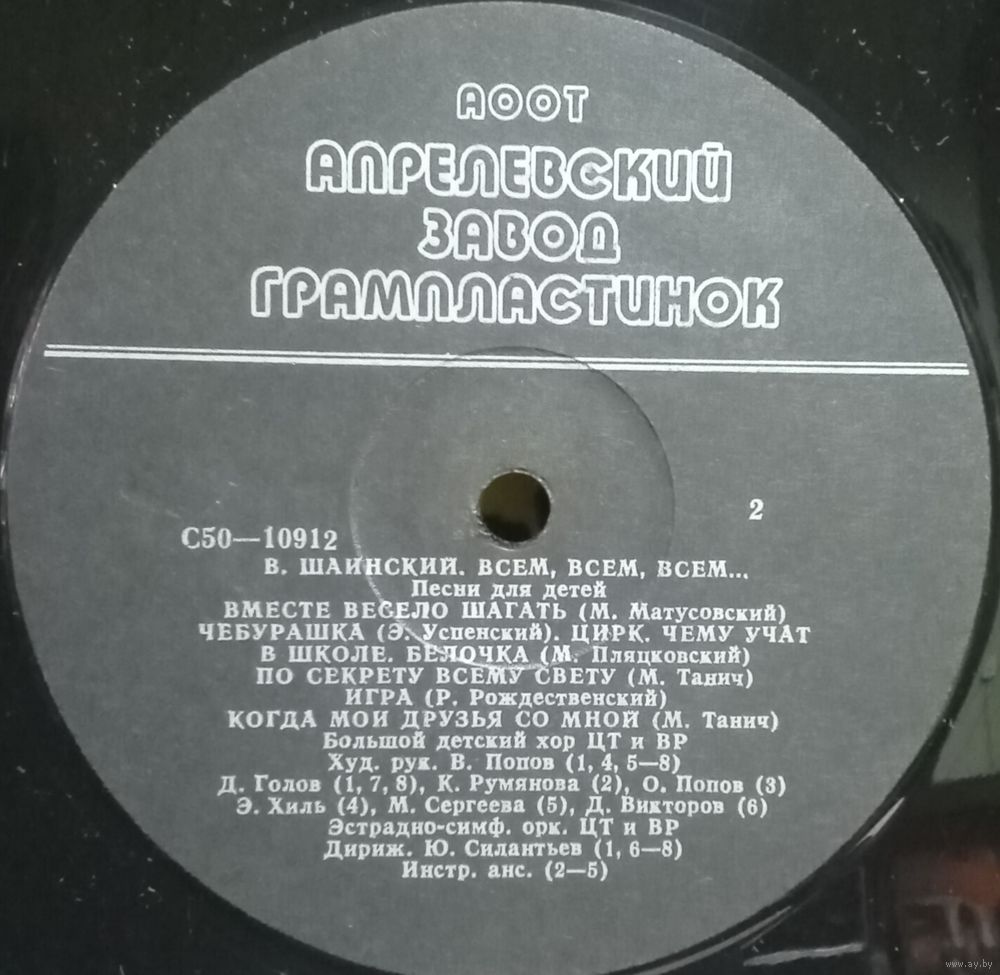 АООТ
АПРЕЛЕВСКИЙ
ЗАВОД
ГРАМПЛАСТИНОК
2
С50—10912
В. ШАИНСКИЙ. ВСЕМ, ВСЕМ, ВСЕМ...
Песни для детей
ВМЕСТЕ ВЕСЕЛО ШАГАТЬ (М. Матусовский)
ЧЕБУРАШКА (Э. Успенский). ЦИРК. ЧЕМУ УЧАТ
В ШКОЛЕ. БЕЛОЧКА (М. Пляцковский)
ПО СЕКРЕТУ ВСЕМУ СВЕТУ (М. Танич)
ИГРА (Р. Рождественский)
КОГДА МОИ ДРУЗЬЯ СО МНОЙ (М. Танич)
Большой детский хор ЦТ и ВР
Худ. рук. В. Попов (1, 4, 5—8)
Д. Голов (1, 7, 8), К. Румянова (2), О. Попов (3)
Э. Хиль (4), М. Сергеева (5), Д. Викторов (6)
Эстрадно-симф. орк. ЦТ и ВР
Дириж. Ю. Силантьев (1, 6—8)
Инстр. анс. (2—5)
www.ay.by